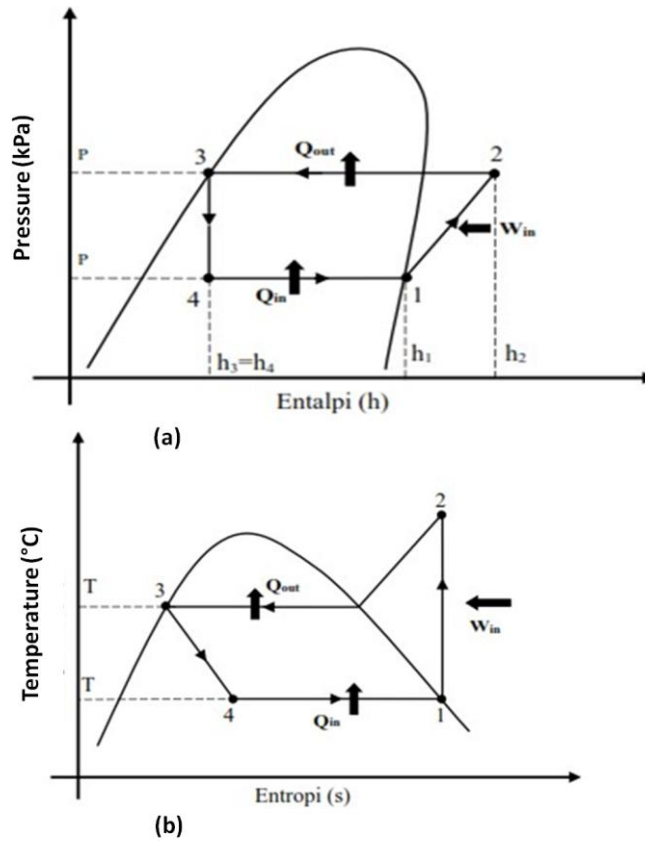 Pressure (kPa)
P
P
3
Qout
2
Win
4
Qin
1
h3=h4
h1
h2
Entalpi (h)
(a)
Temperature (°C)
T
T
2
3
Qout
Win
4
Qin
1
Entropi (s)
(b)